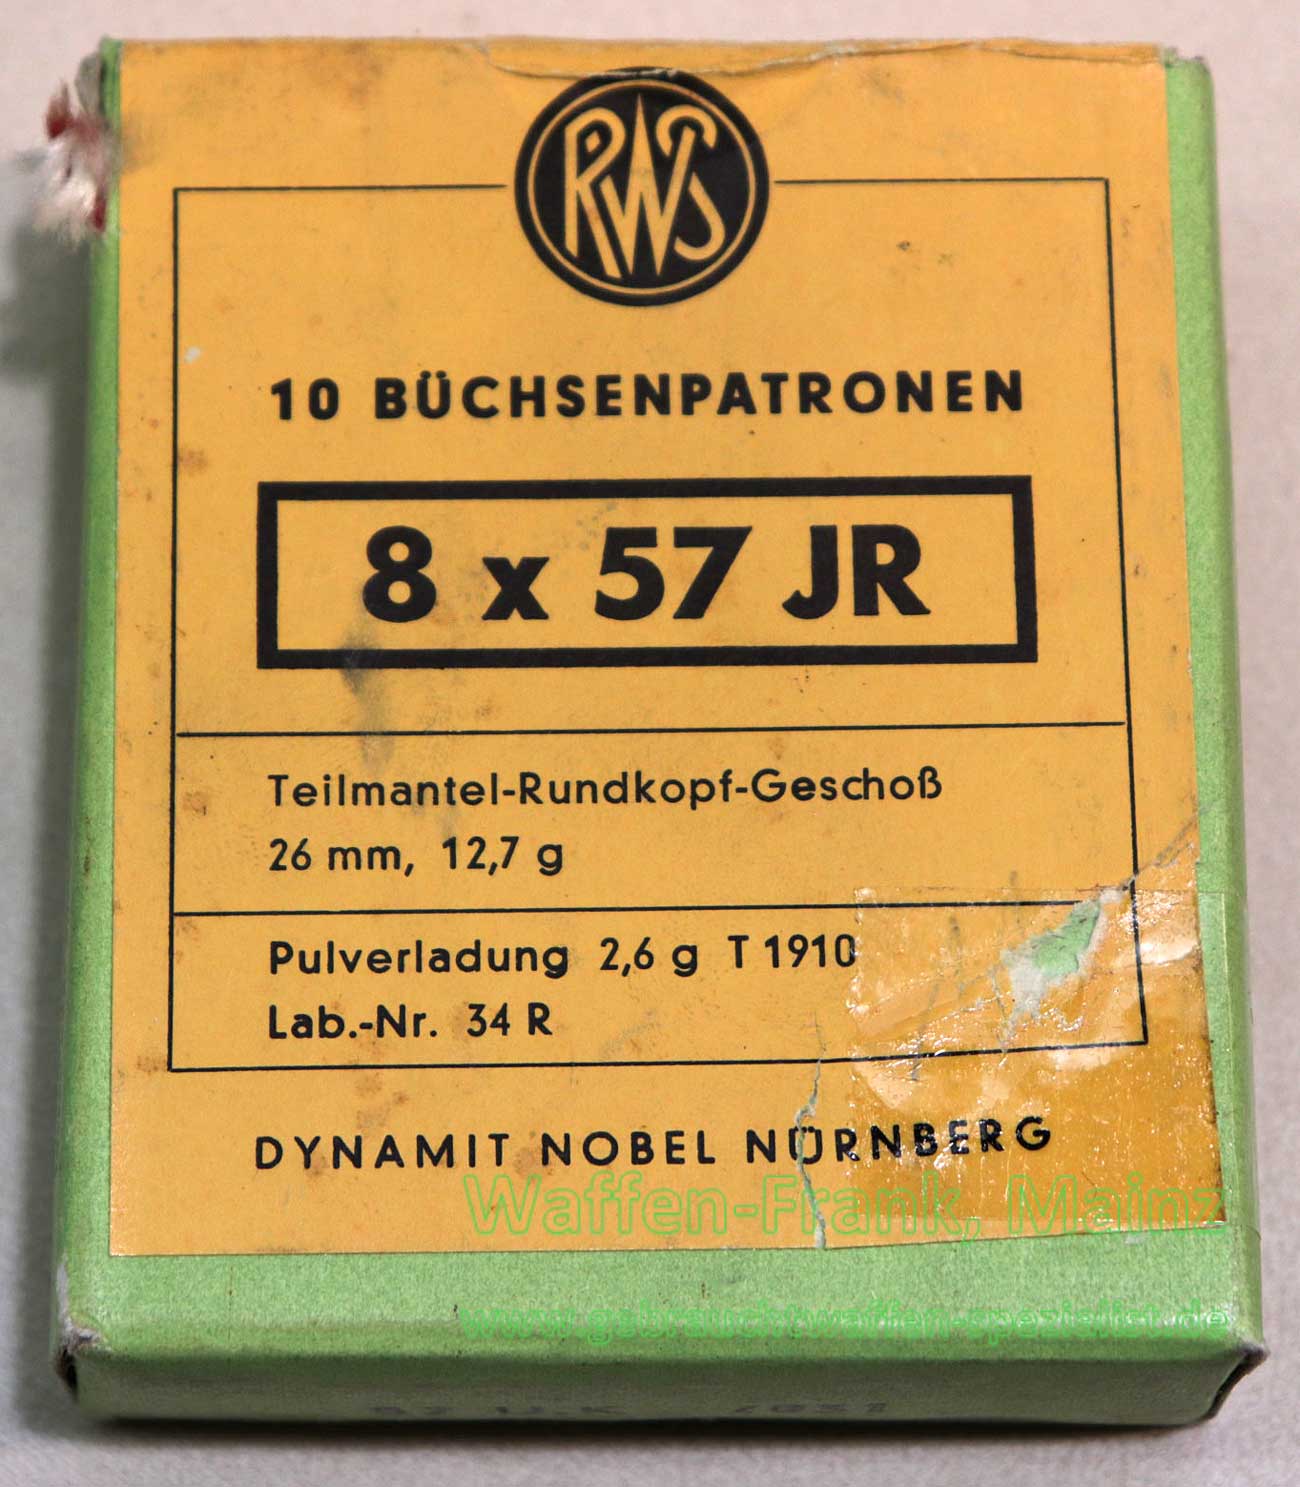 RWS
10 BÜCHSENPATRONEN
8 x 57 JR
Teilmantel-Rundkopf-Geschoß
26 mm, 12,7 g
Pulverladung 2,6 g T 1910
Lab.-Nr. 34 R
DYNAMIT NOBEL NÜRNBERG
Waffen-Frank, Mainz
www.gebrauchtwaffen-spezialist.de